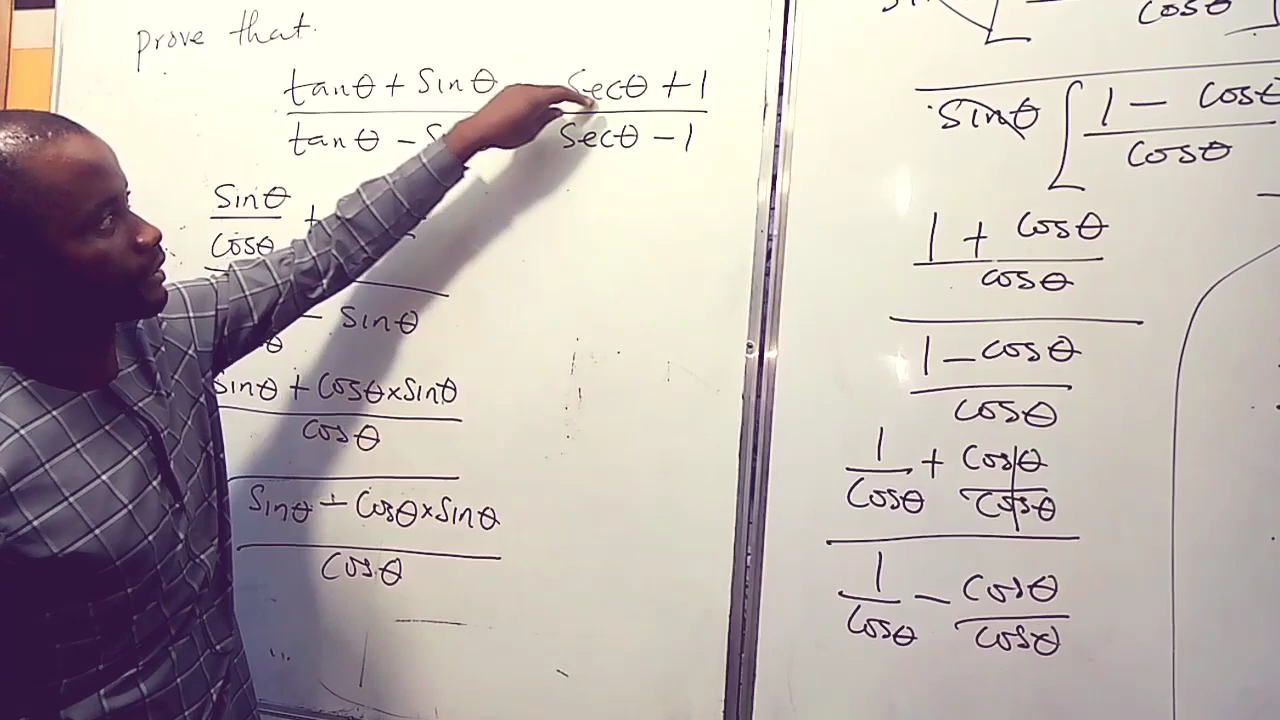 prove that.
tanθ + Sinθ Secθ + 1
tanθ - S Secθ - 1
Sinθ +
cosθ
- sinθ
θ
Sinθ + Cosθ×Sinθ
cosθ
Sinθ - Cosθ×Sinθ
Cosθ
cosθ
Sinθ [ 1 - cosθ
cosθ
1 + cosθ
cosθ
1 - cosθ
cosθ
1 + cosθ
cosθ cosθ
1 - cosθ
cosθ cosθ